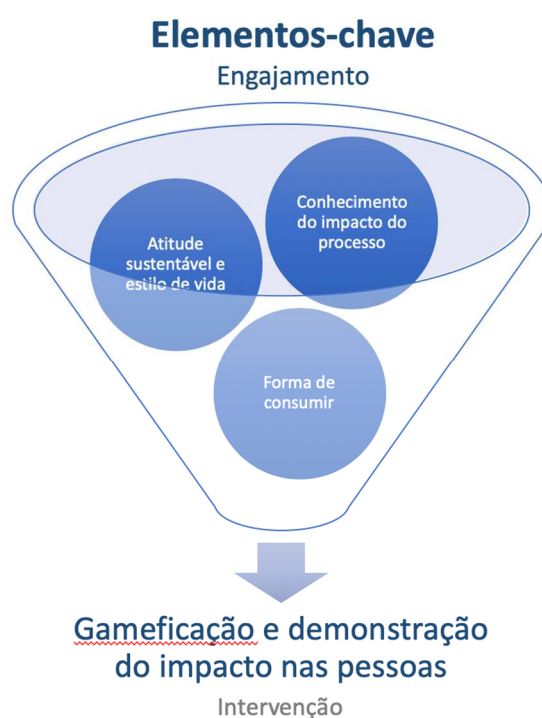 Elementos-chave
Engajamento
Conhecimento
do impacto do
processo
Atitude
sustentável e
estilo de vida
Forma de
consumir
Gameficação e demonstração
do impacto nas pessoas
Intervenção